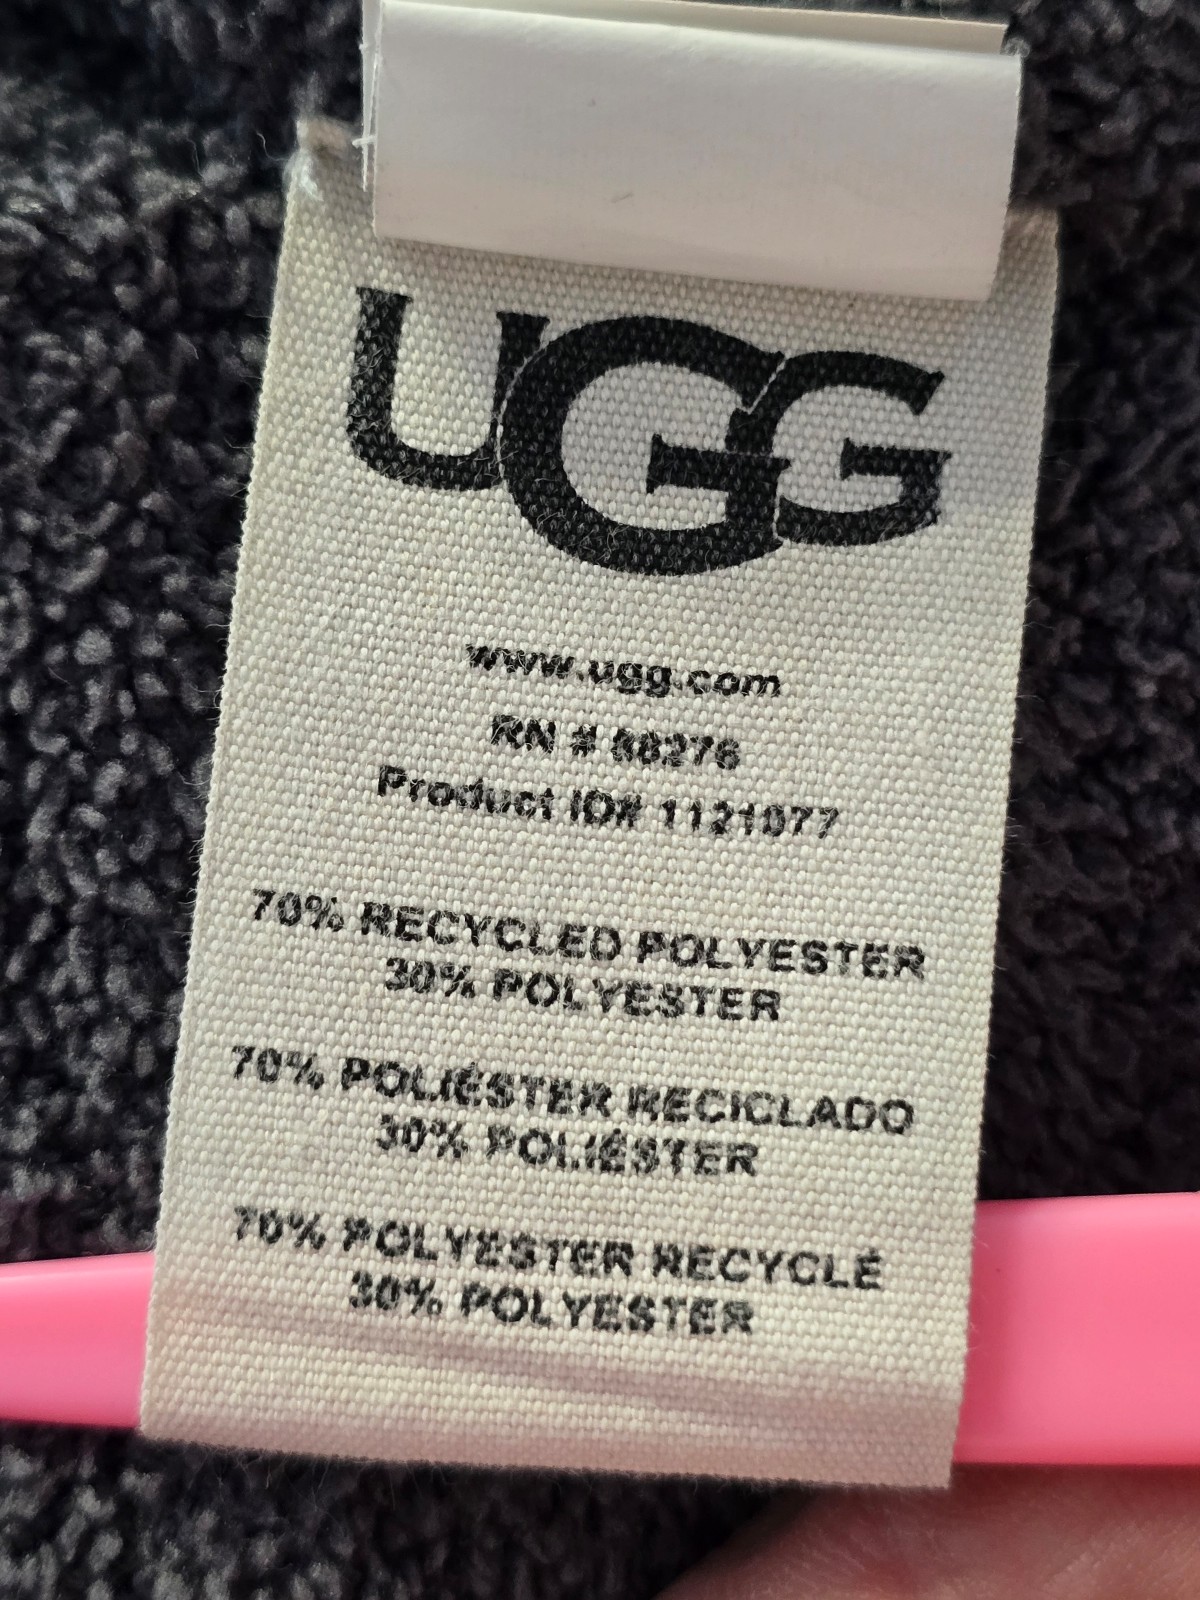 UGG
www.ugg.com
RN # 88276
Product ID# 1121077
70% RECYCLED POLYESTER
30% POLYESTER
70% POLIÉSTER RECICLADO
30% POLIÉSTER
70% POLYESTER RECYCLÉ
30% POLYESTER